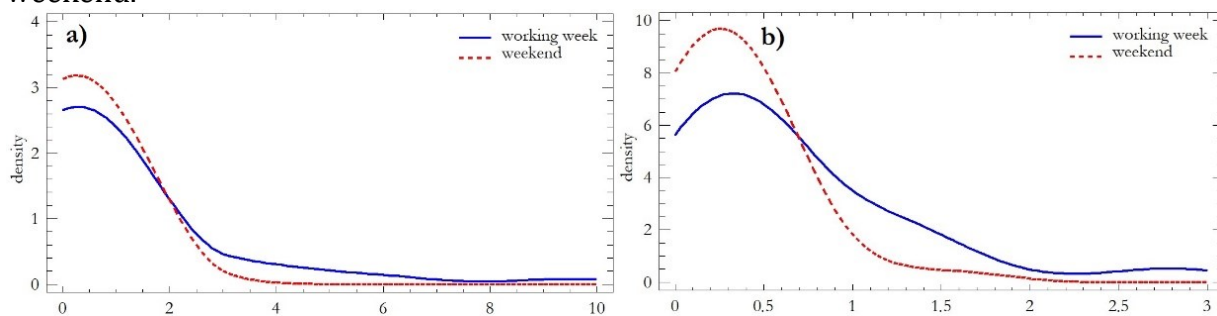 weekend.
a)
working week
weekend
density
4
3
2
1
0
0 2 4 6 8 10
b)
working week
weekend
density
10
8
6
4
2
0
0 0,5 1 1,5 2 2,5 3